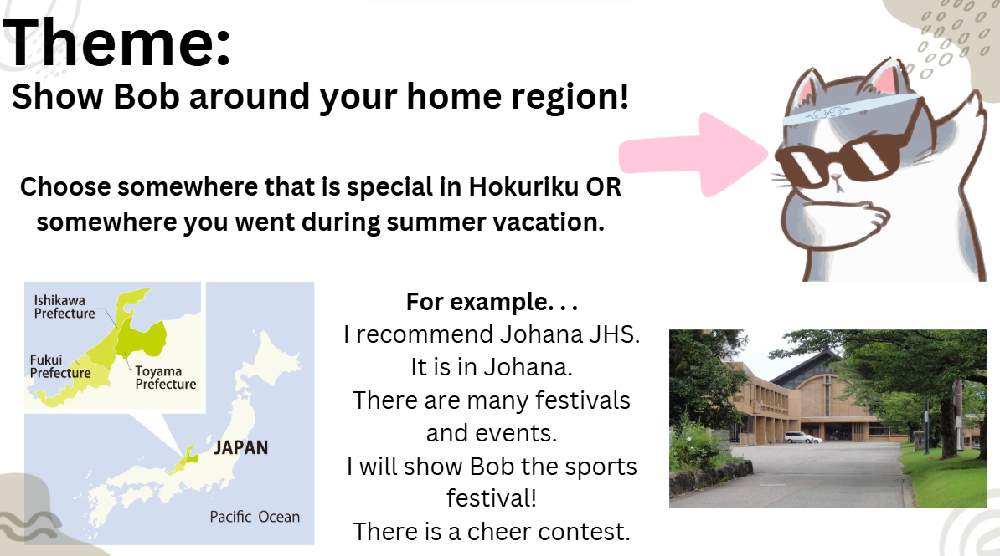 Theme:
Show Bob around your home region!
Choose somewhere that is special in Hokuriku OR
somewhere you went during summer vacation.
Ishikawa
Prefecture
Fukui
Prefecture
Toyama
Prefecture
JAPAN
Pacific Ocean
For example. . .
I recommend Johana JHS.
It is in Johana.
There are many festivals
and events.
I will show Bob the sports
festival!
There is a cheer contest.